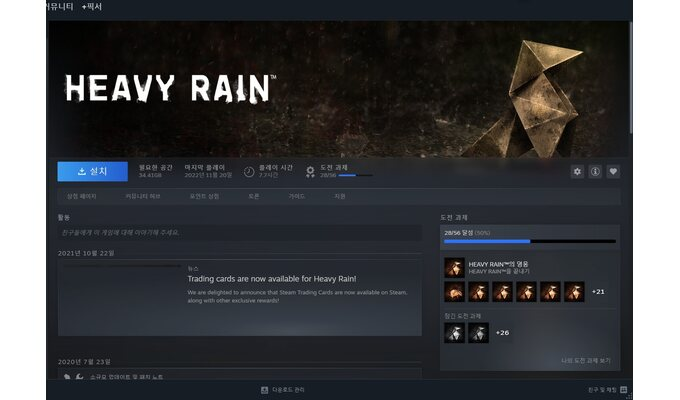 커뮤니티 +찍서
HEAVY RAIN™
설치
필요한 공간 마지막 플레이 플레이 시간 도전 과제
34.41GB 2022년 11월 20일 7.7시간 28/56
상점 페이지 커뮤니티 허브 포인트 상점 토론 가이드 지원
활동 도전 과제
친구들에게 이 게임에 대해 이야기해 주세요.
28/56 달성 (50%)
2021년 10월 22일
뉴스
Trading cards are now available for Heavy Rain!
We are delighted to announce that Steam Trading Cards are now available on Steam,
along with other exclusive rewards!
HEAVY RAIN™의 영웅
HEAVY RAIN™을 끝내기
+21
잠긴 도전 과제
+26
나의 도전 과제 보기
2020년 7월 23일
소규모 업데이트 및 패치 노트
다운로드 관리
친구 및 채팅